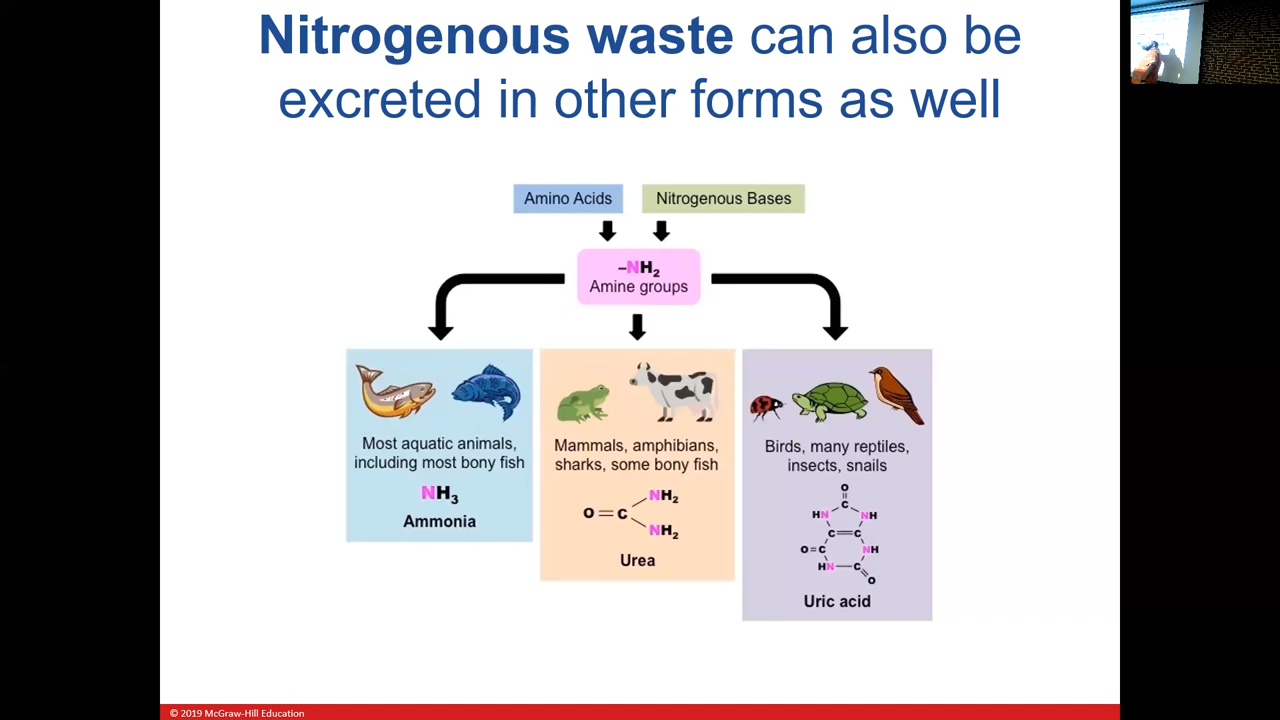 Nitrogenous waste can also be
excreted in other forms as well
Amino Acids
Nitrogenous Bases
–NH₂
Amine groups
Most aquatic animals,
including most bony fish
NH₃
Ammonia
Mammals, amphibians,
sharks, some bony fish
NH₂
O=C
NH₂
Urea
Birds, many reptiles,
insects, snails
O
C
HN NH
C=C
O=C NH
HN—C
O
Uric acid
© 2019 McGraw-Hill Education